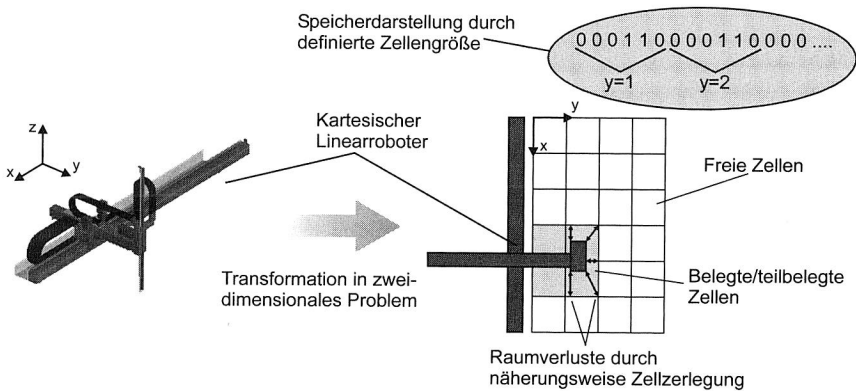 Speicherdarstellung durch
definierte Zellengröße
0 0 0 1 1 0 0 0 0 1 1 0 0 0 0 ....
y=1
y=2
z
x
y
Kartesischer
Linearroboter
y
x
Freie Zellen
Transformation in zwei-
dimensionales Problem
Belegte/teilbelegte
Zellen
Raumverluste durch
näherungsweise Zellzerlegung